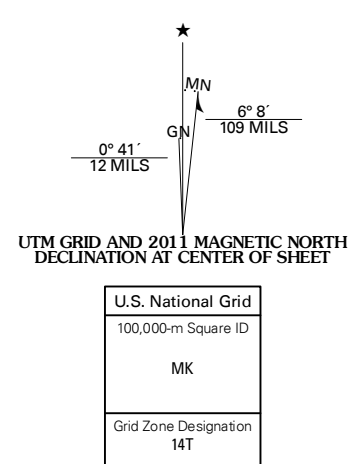 MN
GN
6° 8´
109 MILS
0° 41´
12 MILS
UTM GRID AND 2011 MAGNETIC NORTH
DECLINATION AT CENTER OF SHEET
U.S. National Grid
100,000-m Square ID
MK
Grid Zone Designation
14T